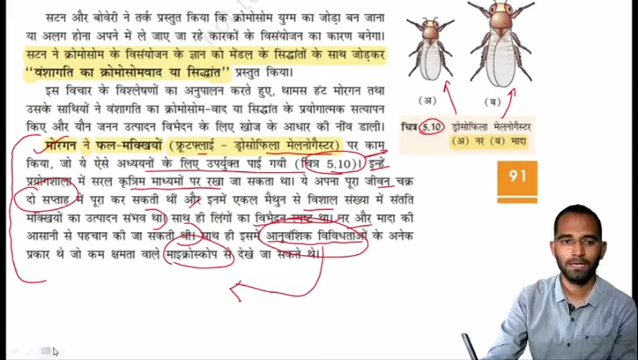 सटन और बोवेरी ने तर्क प्रस्तुत किया कि क्रोमोसोम युग्म का जोड़ा बन जाना
या अलग होना अपने में ले जाए जा रहे कारकों के विसंयोजन का कारण बनेगा।
सटन ने क्रोमोसोम के विसंयोजन के ज्ञान को मेंडल के सिद्धांतों के साथ जोड़कर
“वंशागति का क्रोमोसोमवाद या सिद्धांत” प्रस्तुत किया।
इस विचार के विश्लेषणों का अनुपालन करते हुए, थामस हंट मोरगन तथा
उसके साथियों ने वंशागति का क्रोमोसोम-वाद या सिद्धांत के प्रयोगात्मक सत्यापन
किए और यौन जनन उत्पादन विभेदन के लिए खोज के आधार की नींव डाली।
मोरगन ने फल-मक्खियों (फ्रूटफ्लाई – ड्रोसोफीला मेलनोगैस्टर) पर काम
किया, जो ये ऐसे अध्ययनों के लिए उपर्युक्त पाई गयी (चित्र 5.10)। इन्हें
प्रयोगशाला में सरल कृत्रिम माध्यमों पर रखा जा सकता था। ये अपना पूरा जीवन चक्र
दो सप्ताह में पूरा कर सकती थीं और इनमें एकल मैथुन से विशाल संख्या में संतति
मक्खियों का उत्पादन संभव था। साथ ही लिंगों का विभेदन स्पष्ट था। नर और मादा की
आसानी से पहचान की जा सकती थी। साथ ही इसमें आनुवंशिक विविधताओं के अनेक
प्रकार थे जो कम क्षमता वाले माइक्रोस्कोप से देखे जा सकते थे।
(अ) (ब)
चित्र 5.10 ड्रोसोफिला मेलनोगैस्टर
(अ) नर (ब) मादा
91